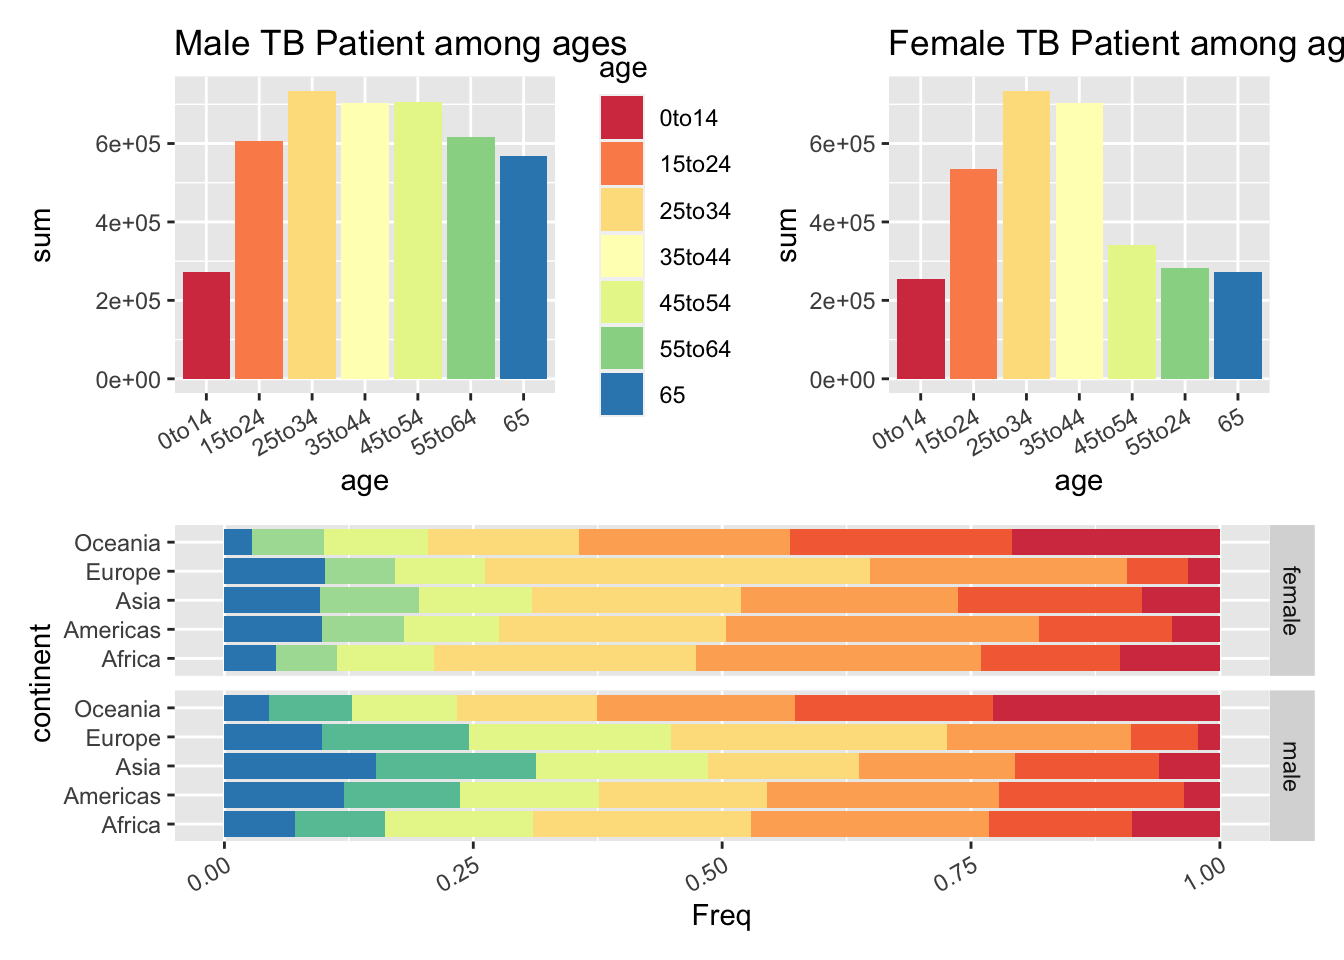 Male TB Patient among ages
sum
6e+05
4e+05
2e+05
0e+00
0to14
15to24
25to34
35to44
45to54
55to64
65
age
age
0to14
15to24
25to34
35to44
45to54
55to64
65
Female TB Patient among ag
sum
6e+05
4e+05
2e+05
0e+00
0to14
15to24
25to34
35to44
45to54
55to24
65
age
continent
Oceania
Europe
Asia
Americas
Africa
female
Oceania
Europe
Asia
Americas
Africa
male
0.00
0.25
0.50
0.75
1.00
Freq